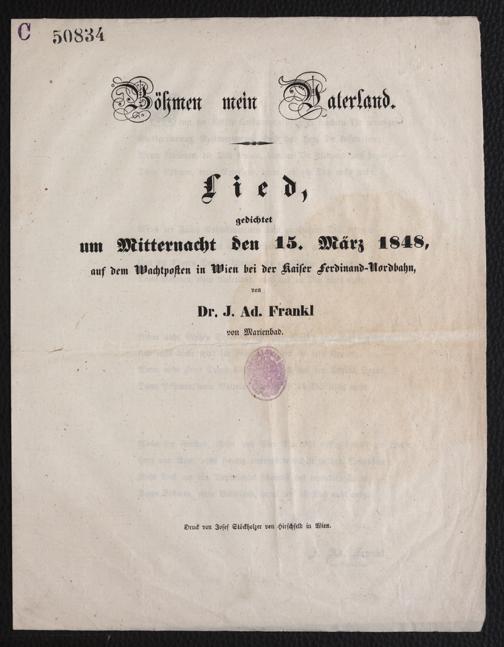 C 50834
Böhmen mein Vaterland.
Lied,
gedichtet
um Mitternacht den 15. März 1848,
auf dem Wachtposten in Wien bei der Kaiser Ferdinand-Nordbahn,
von
Dr. J. Ad. Frankl
von Marienbad.
Druck von Josef Stöckholzer von Hirschfeld in Wien.